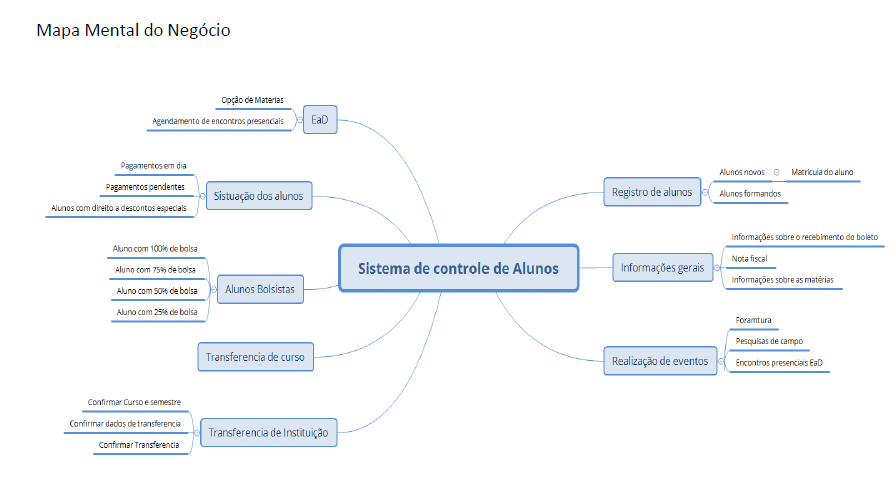 Mapa Mental do Negócio
Opção de Materias
Agendamento de encontros presenciais
EaD
Pagamentos em dia
Pagamentos pendentes
Alunos com direito a descontos especiais
Sistuação dos alunos
Aluno com 100% de bolsa
Aluno com 75% de bolsa
Aluno com 50% de bolsa
Aluno com 25% de bolsa
Alunos Bolsistas
Transferencia de curso
Confirmar Curso e semestre
Confirmar dados de transferencia
Confirmar Transferencia
Transferencia de Instituição
Sistema de controle de Alunos
Registro de alunos
Alunos novos
Matricula do aluno
Alunos formandos
Informações gerais
Informações sobre o recebimento do boleto
Nota fiscal
Informações sobre as matérias
Realização de eventos
Foramtura
Pesquisas de campo
Encontros presenciais EaD